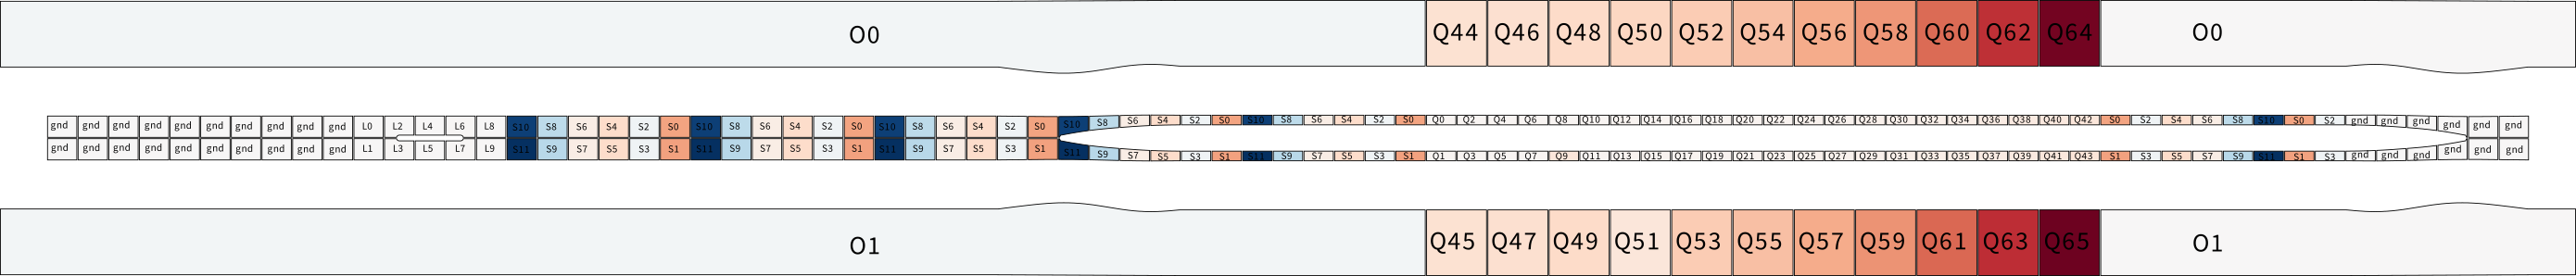 O0 Q44 Q46 Q48 Q50 Q52 Q54 Q56 Q58 Q60 Q62 Q64 O0
gnd gnd gnd gnd gnd gnd gnd gnd gnd gnd L0 L2 L4 L6 L8 S10 S8 S6 S4 S2 S0 S10 S8 S6 S4 S2 S0 S10 S8 S6 S4 S2 S0 S10 S8 S6 S4 S2 S0 S10 S8 S6 S4 S2 S0 Q0 Q2 Q4 Q6 Q8 Q10 Q12 Q14 Q16 Q18 Q20 Q22 Q24 Q26 Q28 Q30 Q32 Q34 Q36 Q38 Q40 Q42 S0 S2 S4 S6 S8 S10 S0 S2 gnd gnd gnd gnd gnd gnd
gnd gnd gnd gnd gnd gnd gnd gnd gnd gnd L1 L3 L5 L7 L9 S11 S9 S7 S5 S3 S1 S11 S9 S7 S5 S3 S1 S11 S9 S7 S5 S3 S1 S11 S9 S7 S5 S3 S1 S11 S9 S7 S5 S3 S1 Q1 Q3 Q5 Q7 Q9 Q11 Q13 Q15 Q17 Q19 Q21 Q23 Q25 Q27 Q29 Q31 Q33 Q35 Q37 Q39 Q41 Q43 S1 S3 S5 S7 S9 S11 S1 S3 gnd gnd gnd gnd gnd gnd
O1 Q45 Q47 Q49 Q51 Q53 Q55 Q57 Q59 Q61 Q63 Q65 O1